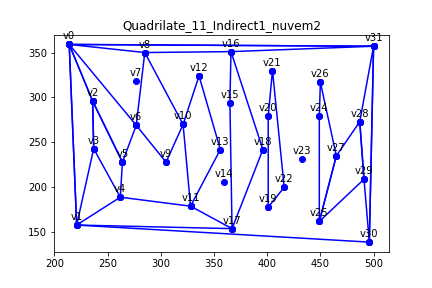 Quadrilate_11_Indirect1_nuvem2
v0
v31
v8
v16
350
v12
v7
v21
v26
300
v2
v15
v6
v10
v20
v24
v28
250
v3
v5
v9
v13
v18
v23
v27
200
v4
v14
v22
v29
v11
v19
150
v1
v17
v25
v30
200 250 300 350 400 450 500